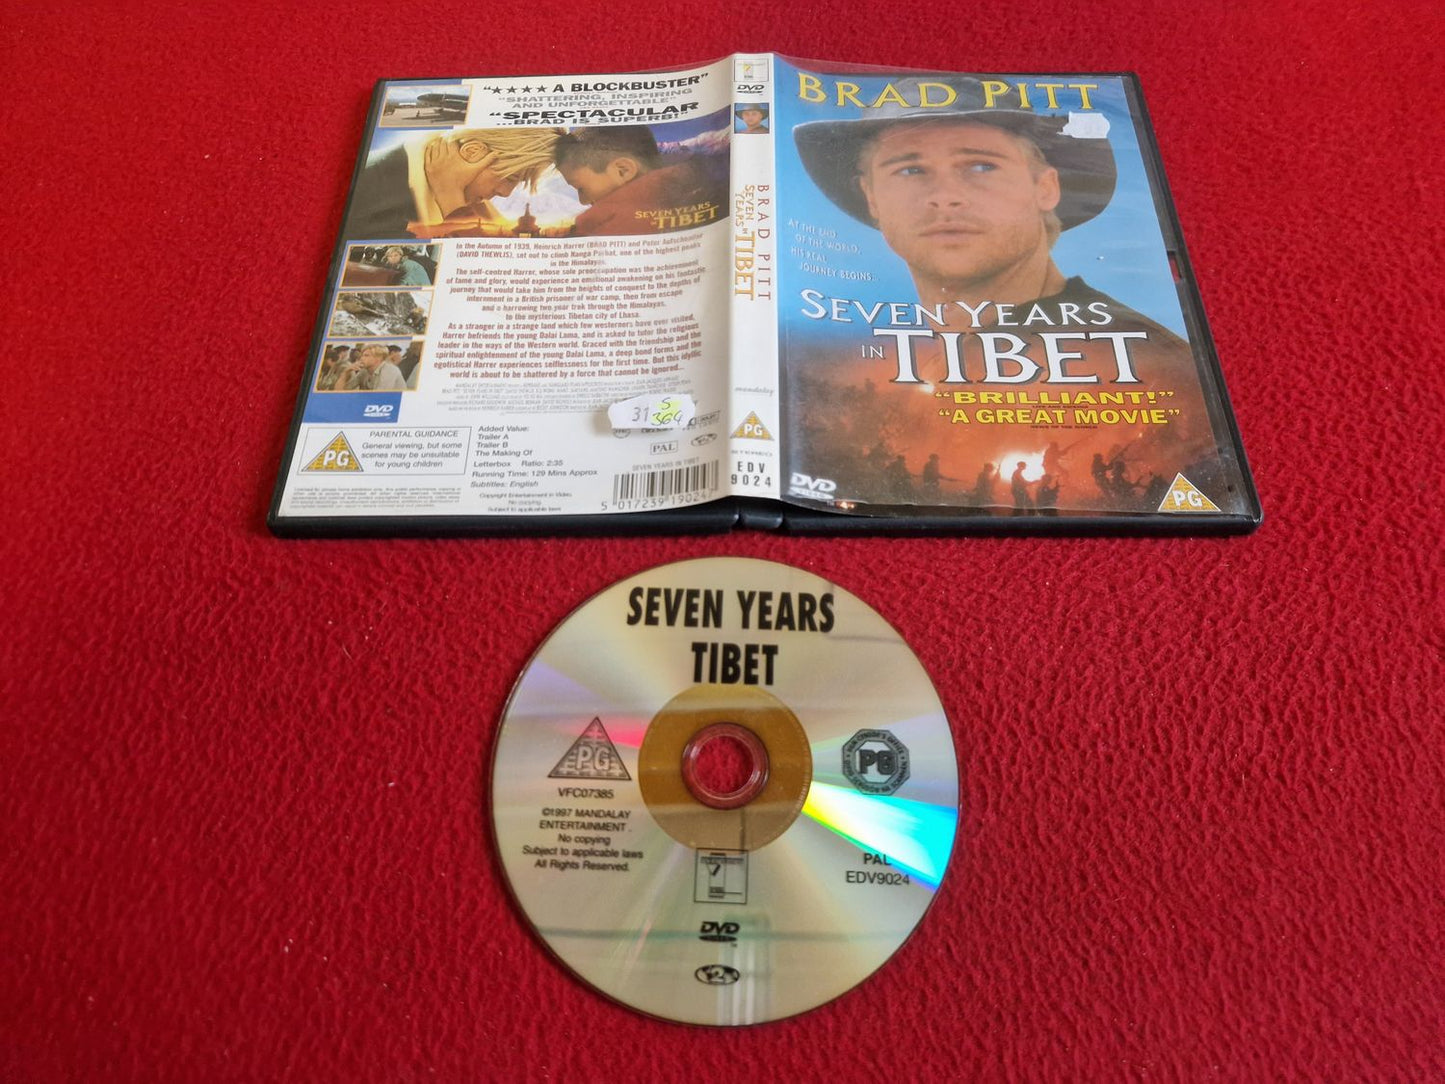 "★★★★ A BLOCKBUSTER"
"SHATTERING, INSPIRING
AND UNFORGETTABLE"
"SPECTACULAR
...BRAD IS SUPERB!"
SEVEN YEARS
IN TIBET
In the Autumn of 1939, Heinrich Harrer (BRAD PITT) and Peter Aufschnaiter
(DAVID THEWLIS), set out to climb Nanga Parbat, one of the highest peaks
in the Himalayas.
The self-centred Harrer, whose sole preoccupation was the achievement
of fame and glory, would experience an emotional awakening on his fantastic
journey that would take him from the heights of conquest to the depths of
internment in a British prisoner of war camp, then from escape
and a harrowing two year trek through the Himalayas,
to the mysterious Tibetan city of Lhasa.
As a stranger in a strange land which few westerners have ever visited,
Harrer befriends the young Dalai Lama, and is asked to tutor the religious
leader in the ways of the Western world. Graced with the friendship and the
spiritual enlightenment of the young Dalai Lama, a deep bond forms and the
egotistical Harrer experiences selflessness for the first time. But this idyllic
world is about to be shattered by a force that cannot be ignored...
DVD
VIDEO
31 S
364
PARENTAL GUIDANCE
PG
General viewing, but some
scenes may be unsuitable
for young children
Added Value:
Trailer A
Trailer B
The Making Of
Letterbox Ratio: 2:35
Running Time: 129 Mins Approx
Subtitles: English
Copyright Entertainment in Video.
No copying.
Subject to applicable laws
PAL
2
SEVEN YEARS IN TIBET
5 017239 190247
DVD
BRAD PITT
SEVEN YEARS IN TIBET
mandalay
PG
EDV
9024
BRAD PITT
AT THE END
OF THE WORLD,
HIS REAL
JOURNEY BEGINS...
SEVEN YEARS
IN TIBET
"BRILLIANT!"
"A GREAT MOVIE"
NEWS OF THE WORLD
DVD
VIDEO
PG
SEVEN YEARS
TIBET
PG
VFC07385
©1997 MANDALAY
ENTERTAINMENT.
No copying
Subject to applicable laws
All Rights Reserved.
PG
PAL
EDV9024
DVD
VIDEO
2